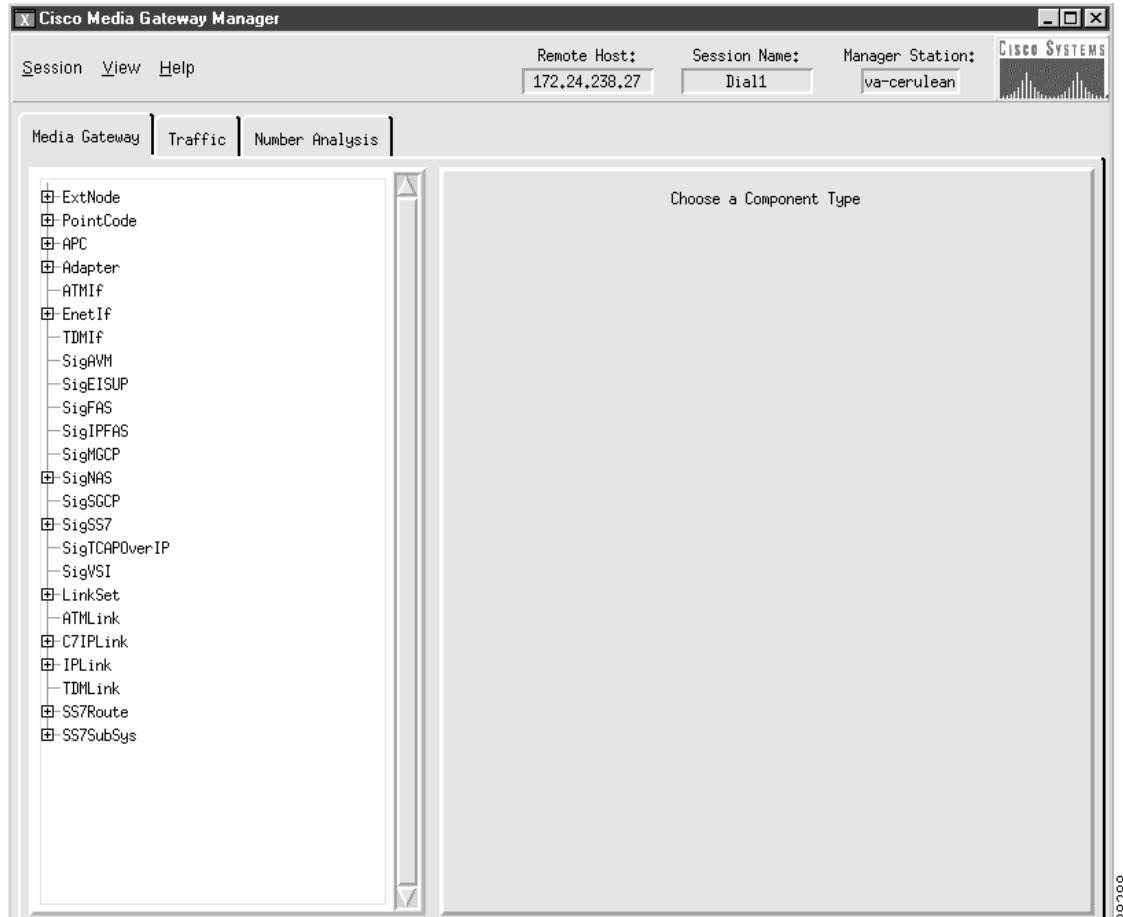 X Cisco Media Gateway Manager
Session View Help
Remote Host: Session Name: Manager Station:
172.24.238.27 Dial1 va-cerulean
CISCO SYSTEMS
Media Gateway Traffic Number Analysis
ExtNode
PointCode
APC
Adapter
ATMIf
EnetIf
TDMIf
SigAVM
SigEISUP
SigFAS
SigIPFAS
SigMGCP
SigNAS
SigSGCP
SigSS7
SigTCAPOverIP
SigVSI
LinkSet
ATMLink
C7IPLink
IPLink
TDMLink
SS7Route
SS7SubSys
Choose a Component Type